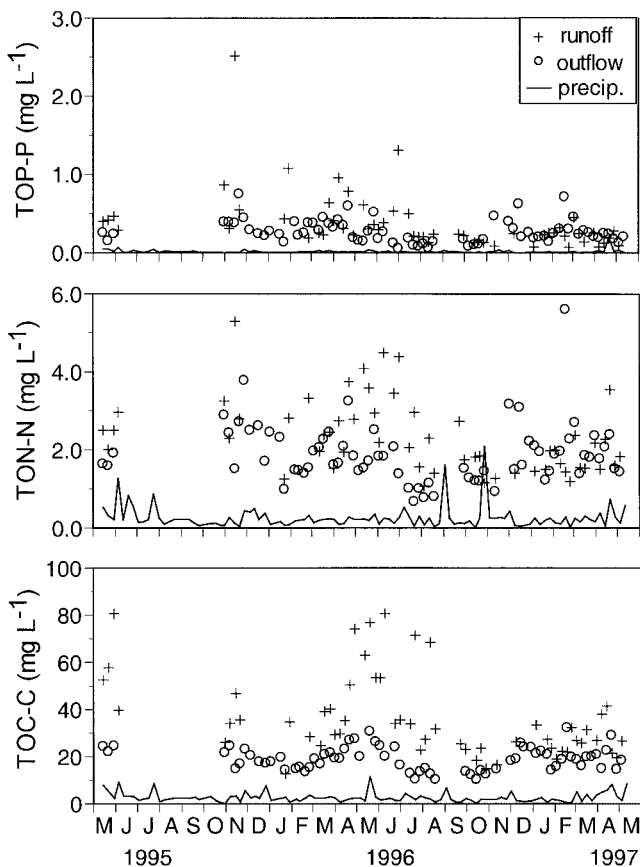 3.0
2.0
1.0
0.0
TOP-P (mg L-1)
+ runoff
o outflow
— precip.
6.0
4.0
2.0
0.0
TON-N (mg L-1)
100
80
60
40
20
0
TOC-C (mg L-1)
M J J A S O N D J F M A M J J A S O N D J F M A M
1995 1996 1997